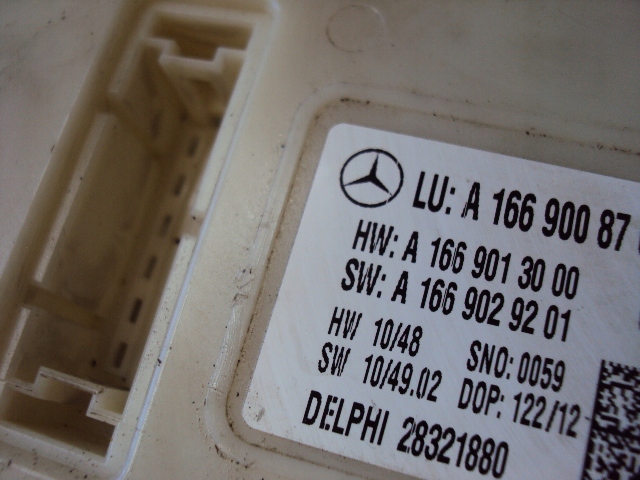 LU: A 166 900 87
HW: A 166 901 30 00
SW: A 166 902 92 01
HW 10/48 SNO: 0059
SW 10/49.02 DOP: 122/12
DELPHI 28321880